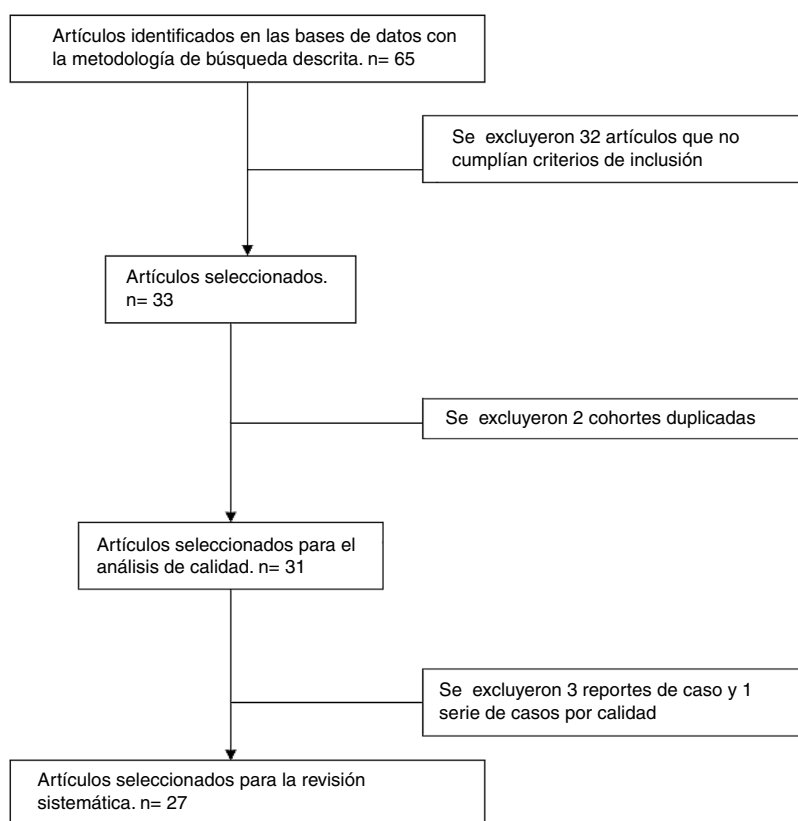 Artículos identificados en las bases de datos con
la metodología de búsqueda descrita. n= 65
Se excluyeron 32 artículos que no
cumplían criterios de inclusión
Artículos seleccionados.
n= 33
Se excluyeron 2 cohortes duplicadas
Artículos seleccionados para el
análisis de calidad. n= 31
Se excluyeron 3 reportes de caso y 1
serie de casos por calidad
Artículos seleccionados para la revisión
sistemática. n= 27